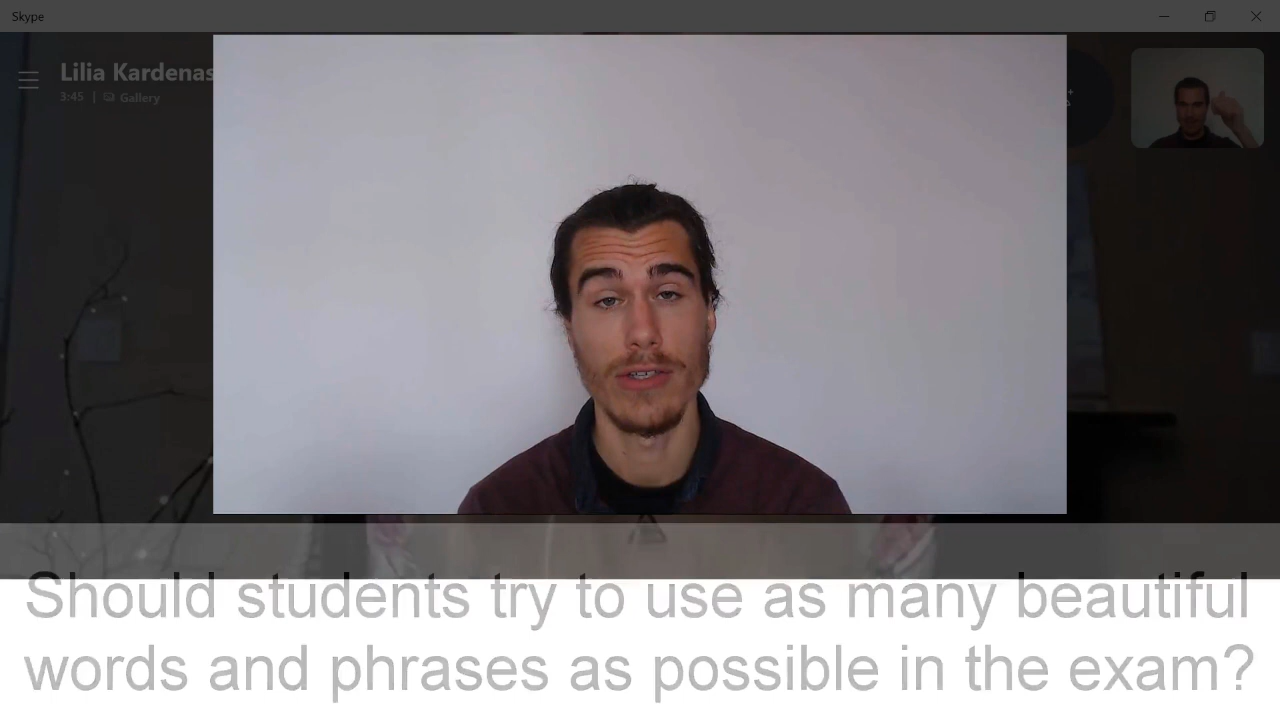 Skype
Lilia Kardenas
3:45 | Gallery
Should students try to use as many beautiful
words and phrases as possible in the exam?